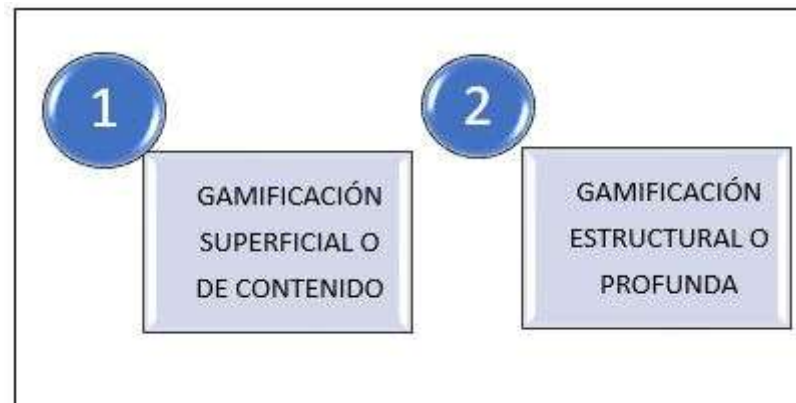 1
GAMIFICACIÓN
SUPERFICIAL O
DE CONTENIDO
2
GAMIFICACIÓN
ESTRUCTURAL O
PROFUNDA